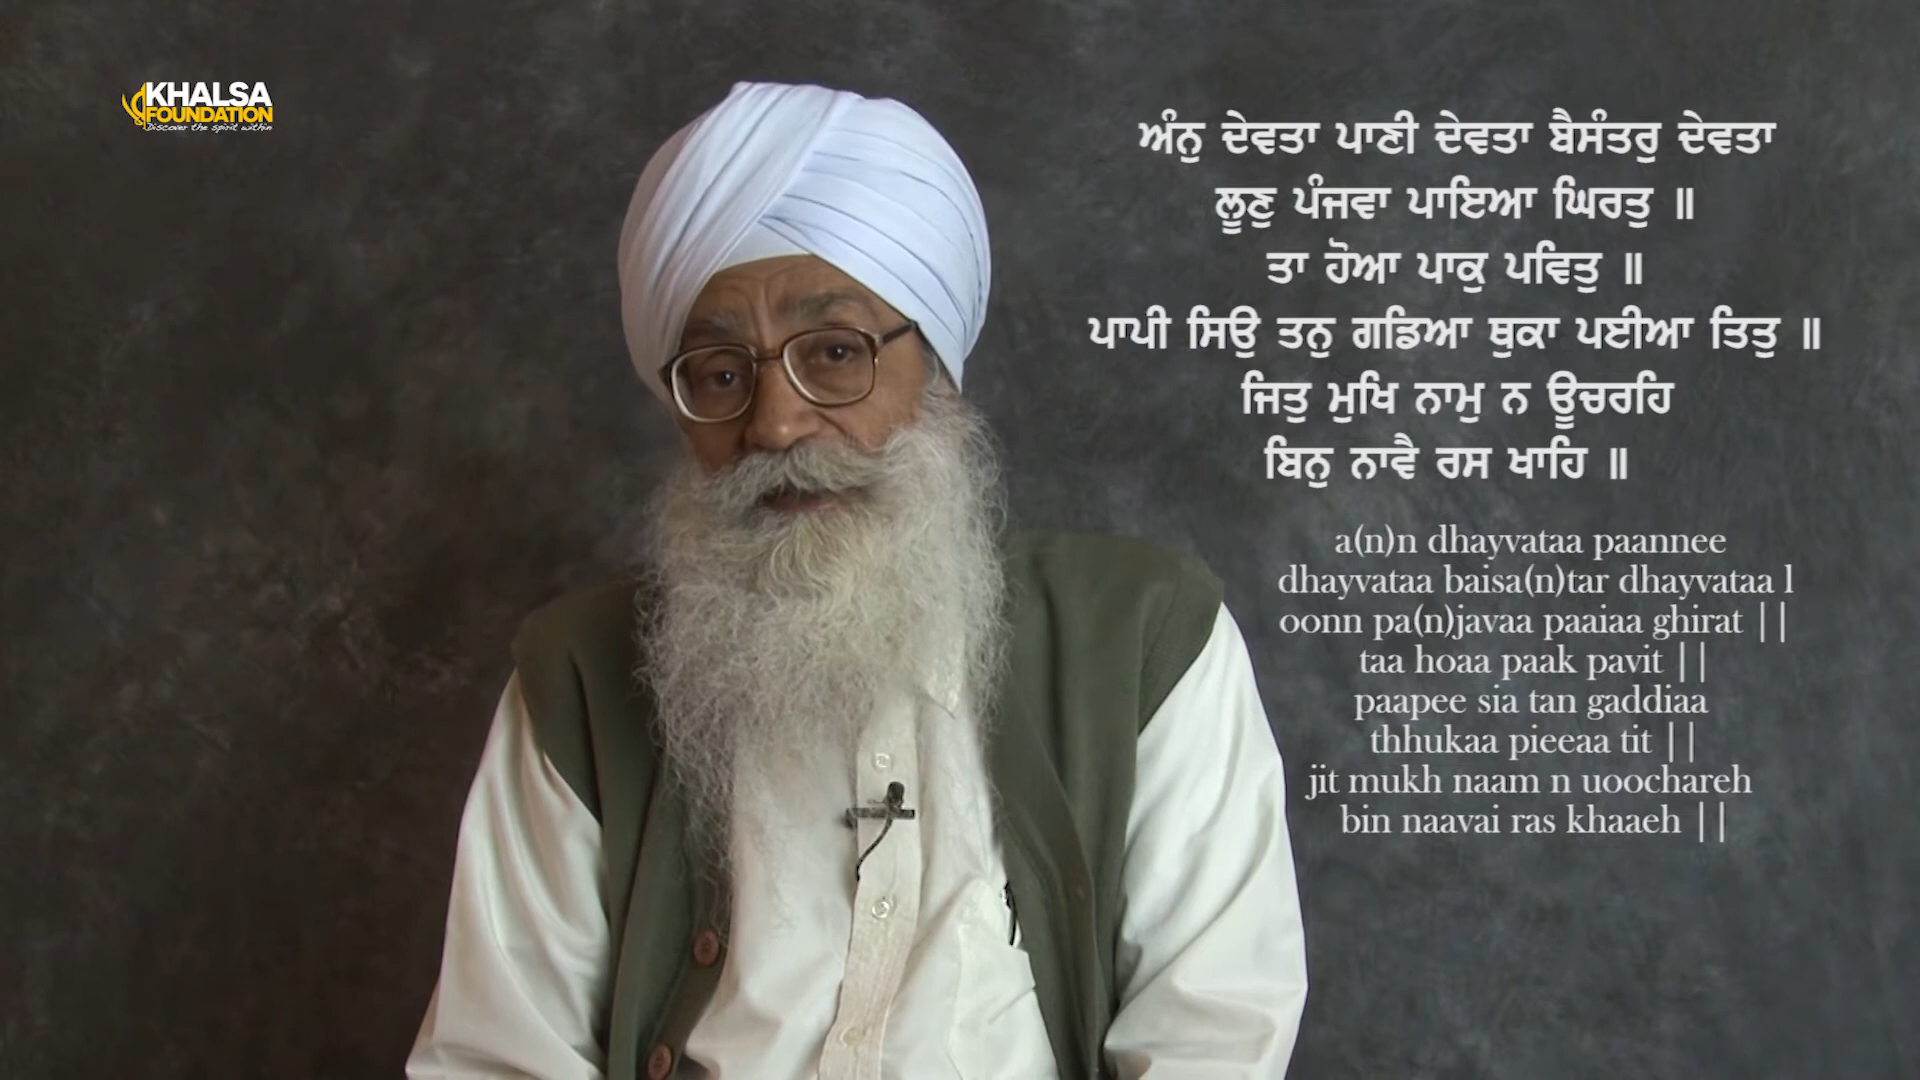 KHALSA
FOUNDATION
Discover the spirit within
ਅੰਨੁ ਦੇਵਤਾ ਪਾਣੀ ਦੇਵਤਾ ਬੈਸੰਤਰੁ ਦੇਵਤਾ
ਲੂਣੁ ਪੰਜਵਾ ਪਾਇਆ ਘਿਰਤੁ ॥
ਤਾ ਹੋਆ ਪਾਕੁ ਪਵਿਤੁ ॥
ਪਾਪੀ ਸਿਉ ਤਨੁ ਗਡਿਆ ਥੁਕਾ ਪਈਆ ਤਿਤੁ ॥
ਜਿਤੁ ਮੁਖਿ ਨਾਮੁ ਨ ਊਚਰਹਿ
ਬਿਨੁ ਨਾਵੈ ਰਸ ਖਾਹਿ ॥
a(n)n dhayvataa paannee
dhayvataa baisa(n)tar dhayvataa l
oonn pa(n)javaa paaiaa ghirat ||
taa hoaa paak pavit ||
paapee sia tan gaddiaa
thhukaa pieeaa tit ||
jit mukh naam n uoochareh
bin naavai ras khaaeh ||